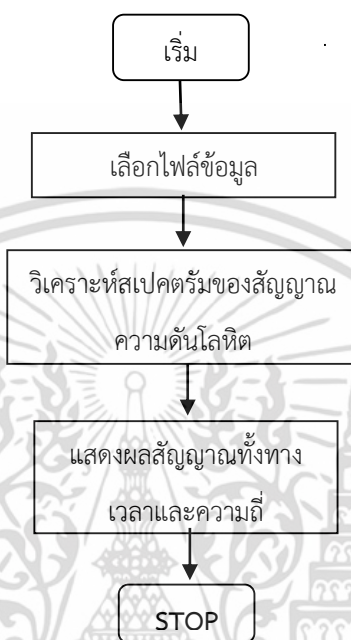 เริ่ม
เลือกไฟล์ข้อมูล
วิเคราะห์สเปคตรัมของสัญญาณ
ความดันโลหิต
แสดงผลสัญญาณทั้งทาง
เวลาและความถี่
STOP